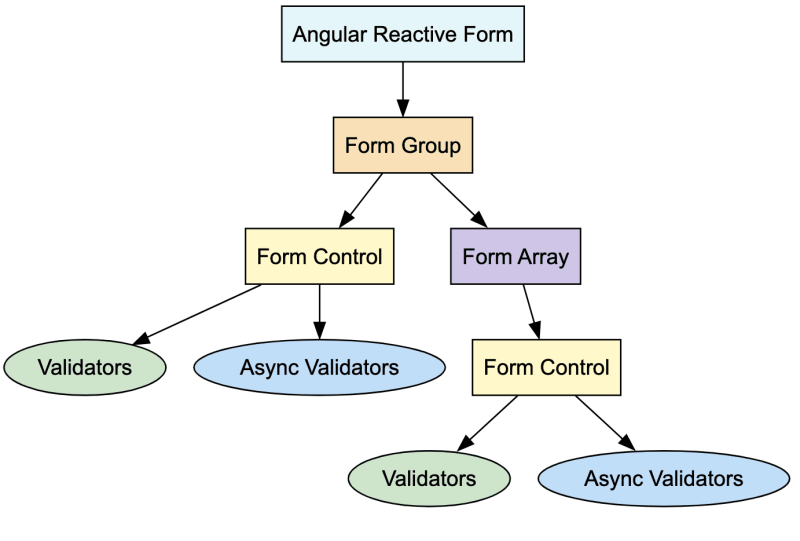 Angular Reactive Form
Form Group
Form Control
Form Array
Validators
Async Validators
Form Control
Validators
Async Validators